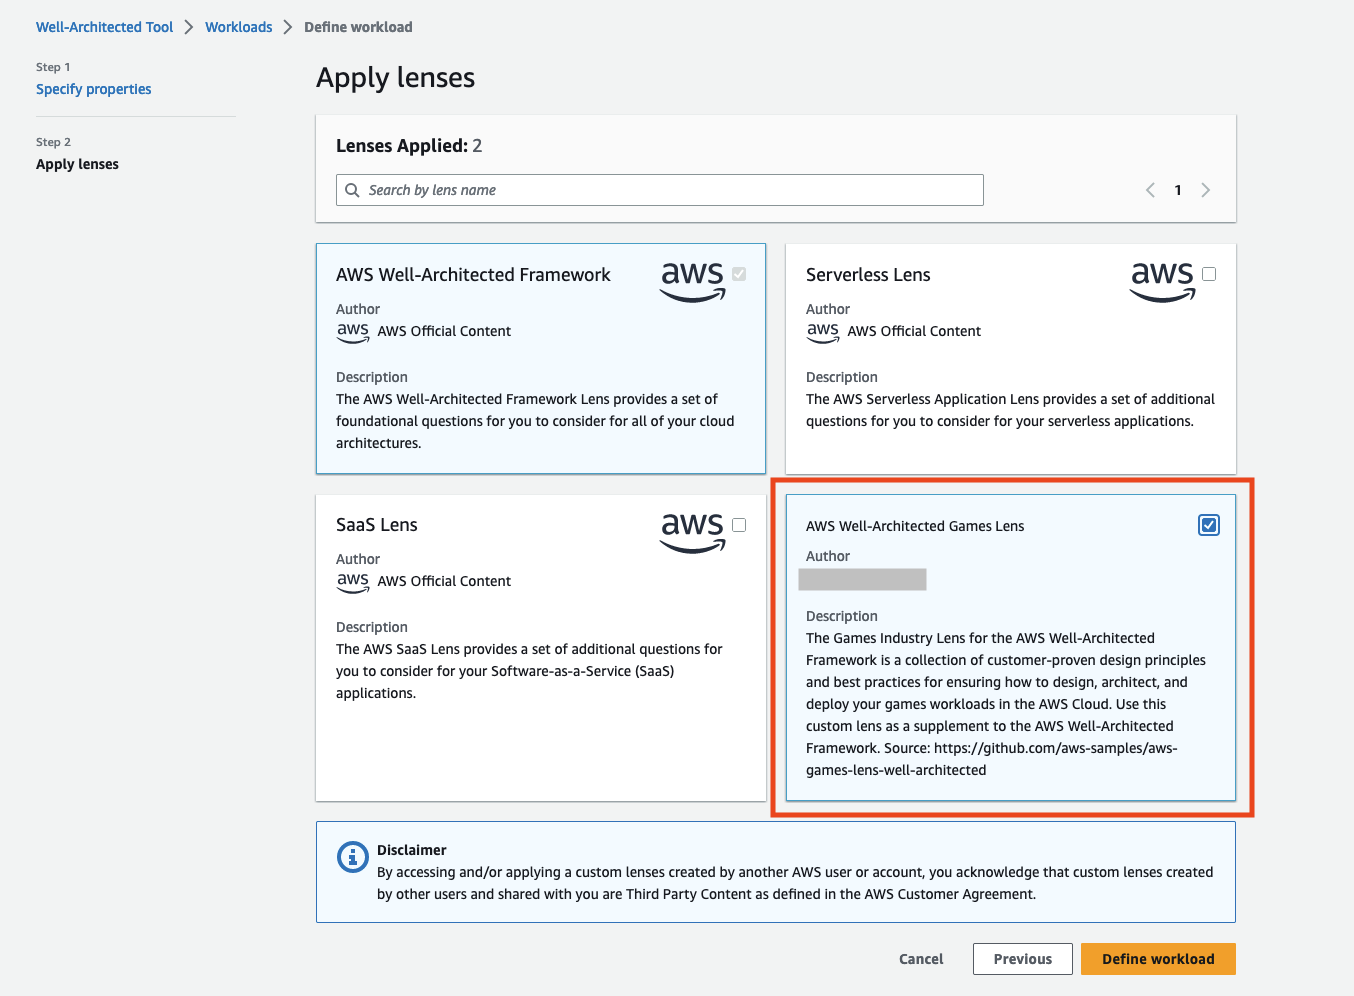 Well-Architected Tool > Workloads > Define workload
Step 1
Specify properties
Step 2
Apply lenses
Apply lenses
Lenses Applied: 2
Search by lens name
1
AWS Well-Architected Framework
aws
Author
aws AWS Official Content
Description
The AWS Well-Architected Framework Lens provides a set of
foundational questions for you to consider for all of your cloud
architectures.
Serverless Lens
aws
Author
aws AWS Official Content
Description
The AWS Serverless Application Lens provides a set of additional
questions for you to consider for your serverless applications.
SaaS Lens
aws
Author
aws AWS Official Content
Description
The AWS SaaS Lens provides a set of additional questions for
you to consider for your Software-as-a-Service (SaaS)
applications.
AWS Well-Architected Games Lens
Author
Description
The Games Industry Lens for the AWS Well-Architected
Framework is a collection of customer-proven design principles
and best practices for ensuring how to design, architect, and
deploy your games workloads in the AWS Cloud. Use this
custom lens as a supplement to the AWS Well-Architected
Framework. Source: https://github.com/aws-samples/aws-
games-lens-well-architected
Disclaimer
By accessing and/or applying a custom lenses created by another AWS user or account, you acknowledge that custom lenses created
by other users and shared with you are Third Party Content as defined in the AWS Customer Agreement.
Cancel
Previous
Define workload